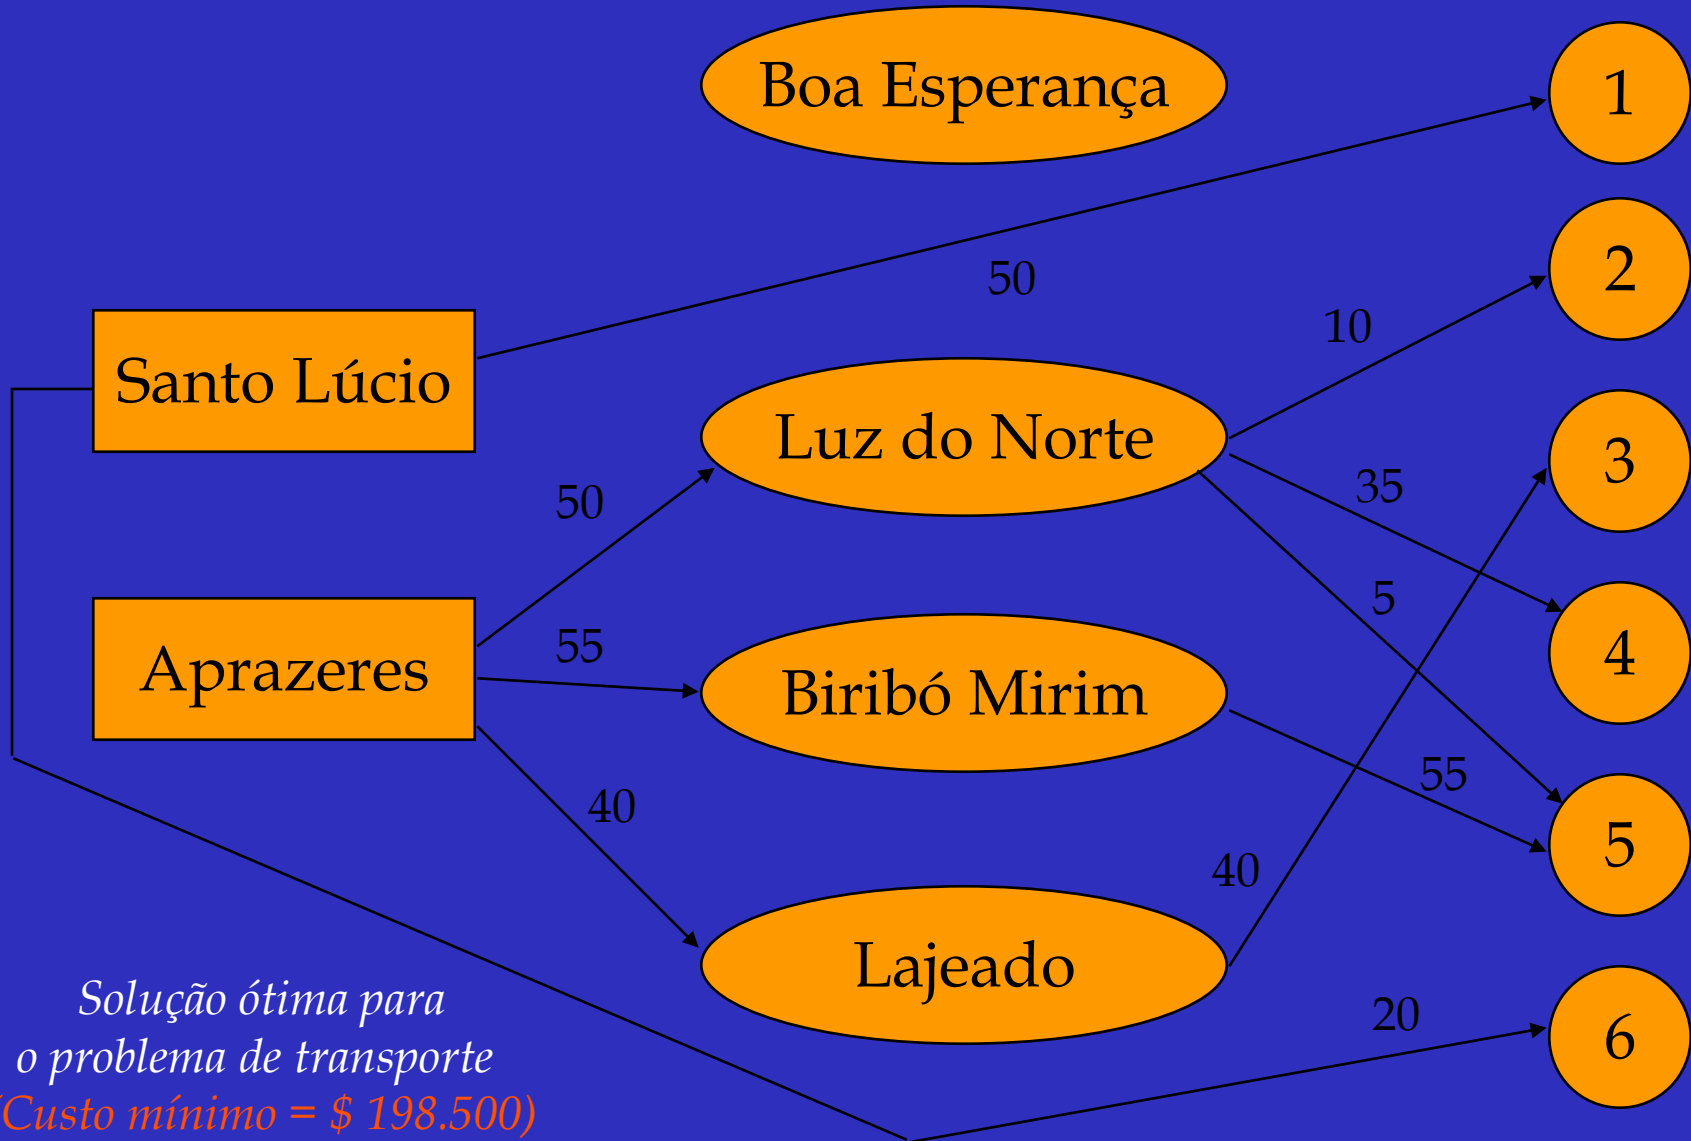 Boa Esperança
1
50
2
10
Santo Lúcio
Luz do Norte
3
50
35
5
55
Aprazeres
Biribó Mirim
4
55
40
5
40
Lajeado
Solução ótima para
o problema de transporte
(Custo mínimo = $ 198.500)
20
6